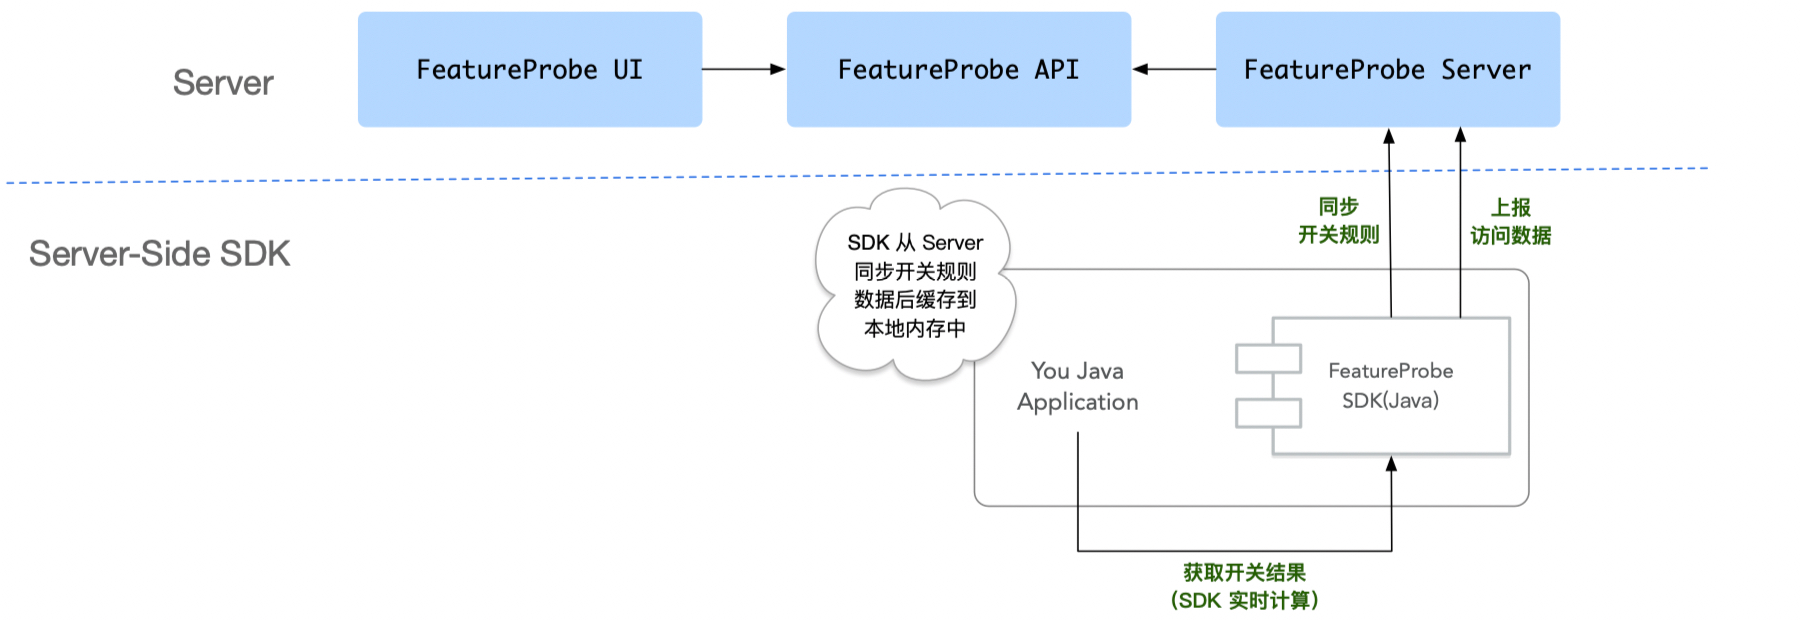 Server
FeatureProbe UI
FeatureProbe API
FeatureProbe Server
Server-Side SDK
SDK 从 Server
同步开关规则
数据后缓存到
本地内存中
同步
开关规则
上报
访问数据
You Java
Application
FeatureProbe
SDK(Java)
获取开关结果
（SDK 实时计算）